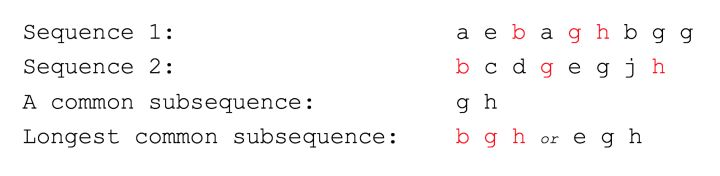 Sequence 1: a e b a g h b g g
Sequence 2: b c d g e g j h
A common subsequence: g h
Longest common subsequence: b g h or e g h